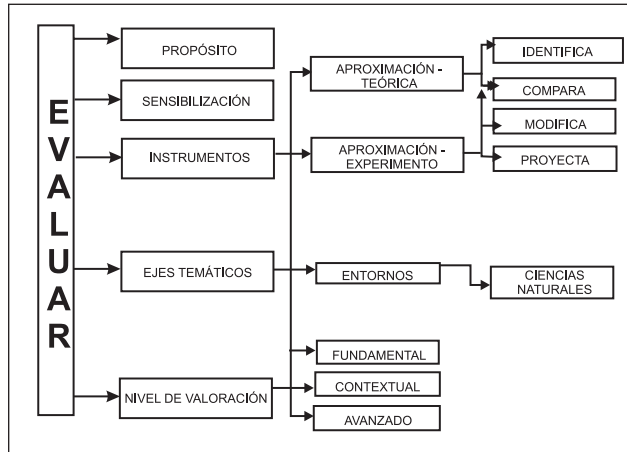 EVALUAR
PROPÓSITO
SENSIBILIZACIÓN
INSTRUMENTOS
EJES TEMÁTICOS
NIVEL DE VALORACIÓN
APROXIMACIÓN -
TEÓRICA
APROXIMACIÓN -
EXPERIMENTO
ENTORNOS
FUNDAMENTAL
CONTEXTUAL
AVANZADO
IDENTIFICA
COMPARA
MODIFICA
PROYECTA
CIENCIAS
NATURALES